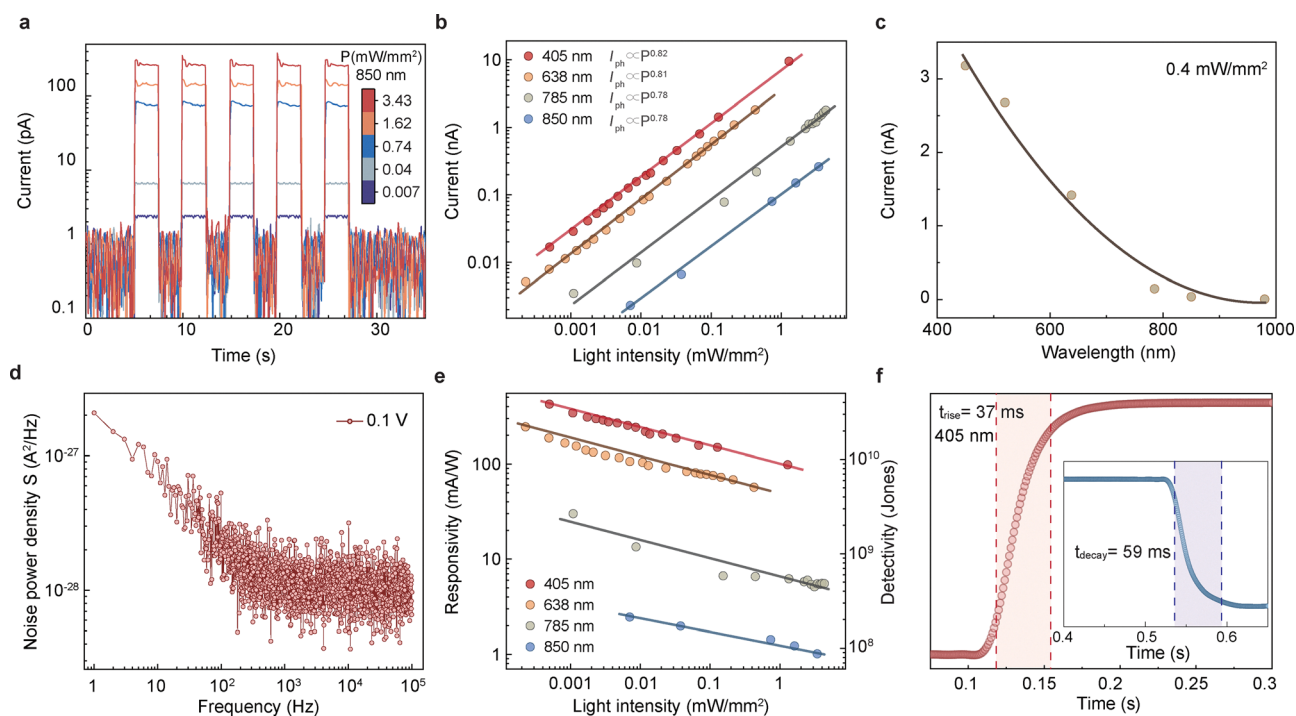 a
P(mW/mm²)
850 nm
3.43
1.62
0.74
0.04
0.007
100
10
1
0.1
Current (pA)
0
10
20
30
Time (s)
b
405 nm I ph ∝P0.82
638 nm I ph ∝P0.81
785 nm I ph ∝P0.78
850 nm I ph ∝P0.78
10
1
0.1
0.01
Current (nA)
0.001
0.01
0.1
1
Light intensity (mW/mm²)
c
0.4 mW/mm²
3
2
1
0
Current (nA)
400
600
800
1000
Wavelength (nm)
d
0.1 V
10-27
10-28
Noise power density S (A²/Hz)
1
10
10²
10³
10⁴
10⁵
Frequency (Hz)
e
100
10
1
Responsivity (mA/W)
405 nm
638 nm
785 nm
850 nm
10¹⁰
10⁹
10⁸
Detectivity (Jones)
0.001
0.01
0.1
1
Light intensity (mW/mm²)
f
trise= 37 ms
405 nm
tdecay= 59 ms
0.4
0.5
0.6
Time (s)
0.1
0.15
0.2
0.25
0.3
Time (s)